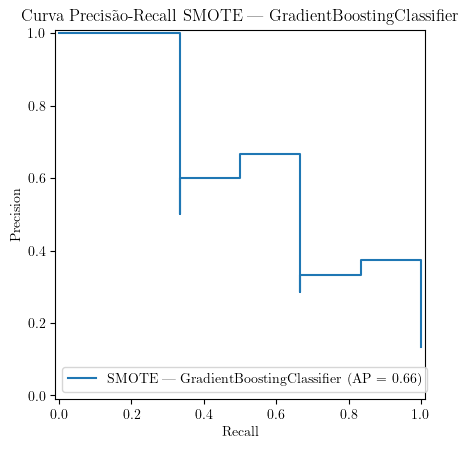 Curva Precisão-Recall SMOTE — GradientBoostingClassifier
1.0
0.8
0.6
0.4
0.2
0.0
Precision
SMOTE — GradientBoostingClassifier (AP = 0.66)
0.0 0.2 0.4 0.6 0.8 1.0
Recall